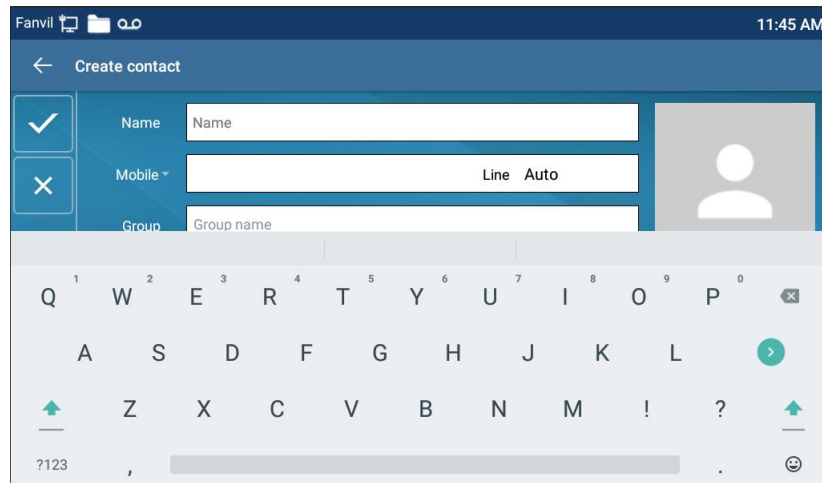 Fanvil 11:45 AM
Create contact
Name Name
Mobile Line Auto
Group Group name
1 2 3 4 5 6 7 8 9 0
Q W E R T Y U I O P
A S D F G H J K L
Z X C V B N M ! ?
?123 , .